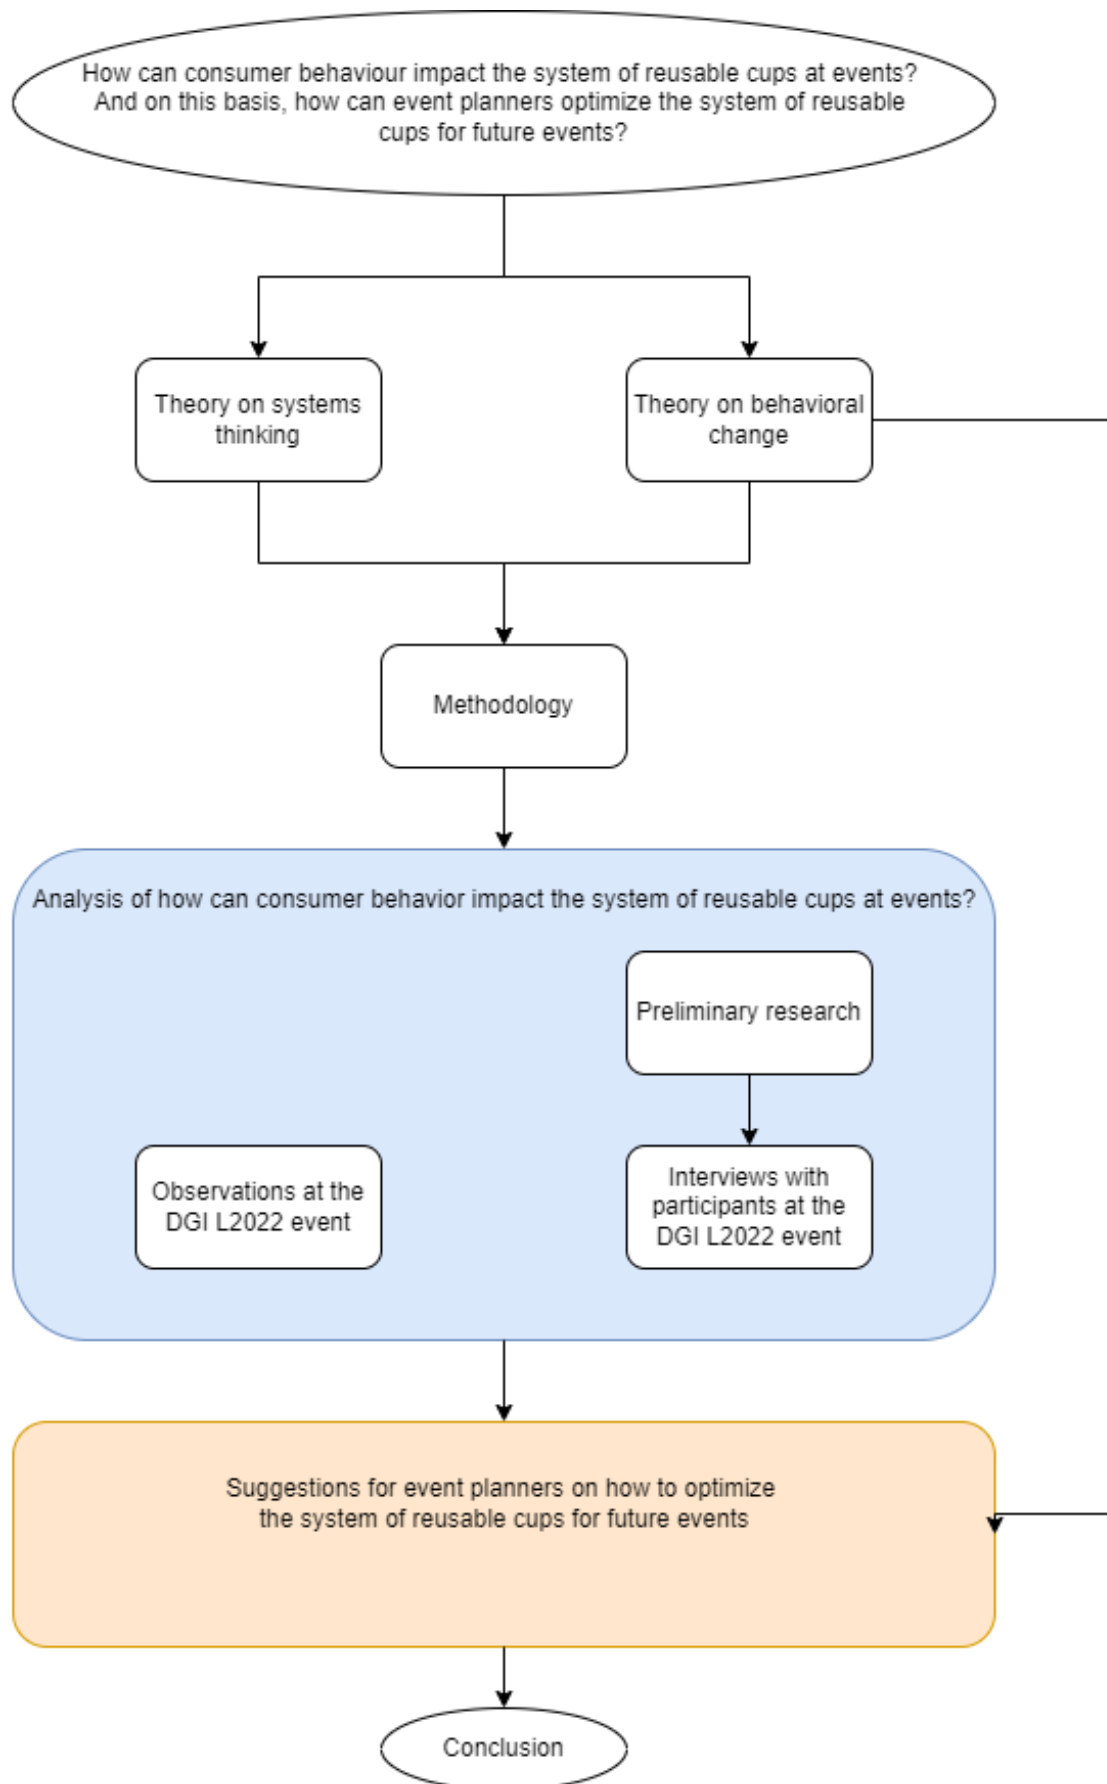 How can consumer behaviour impact the system of reusable cups at events?
And on this basis, how can event planners optimize the system of reusable
cups for future events?
Theory on systems
thinking
Theory on behavioral
change
Methodology
Analysis of how can consumer behavior impact the system of reusable cups at events?
Preliminary research
Observations at the
DGI L2022 event
Interviews with
participants at the
DGI L2022 event
Suggestions for event planners on how to optimize
the system of reusable cups for future events
Conclusion